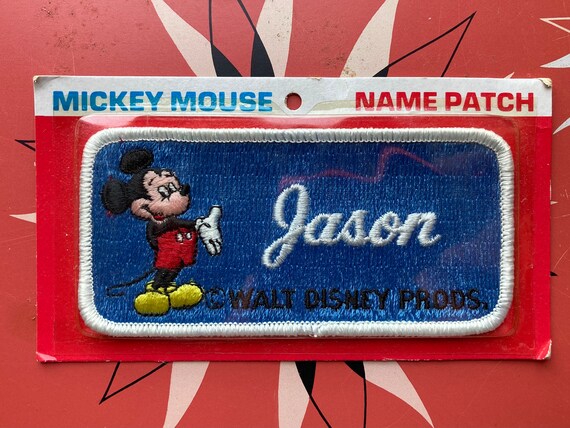 MICKEY MOUSE NAME PATCH
Jason
©WALT DISNEY PRODS.